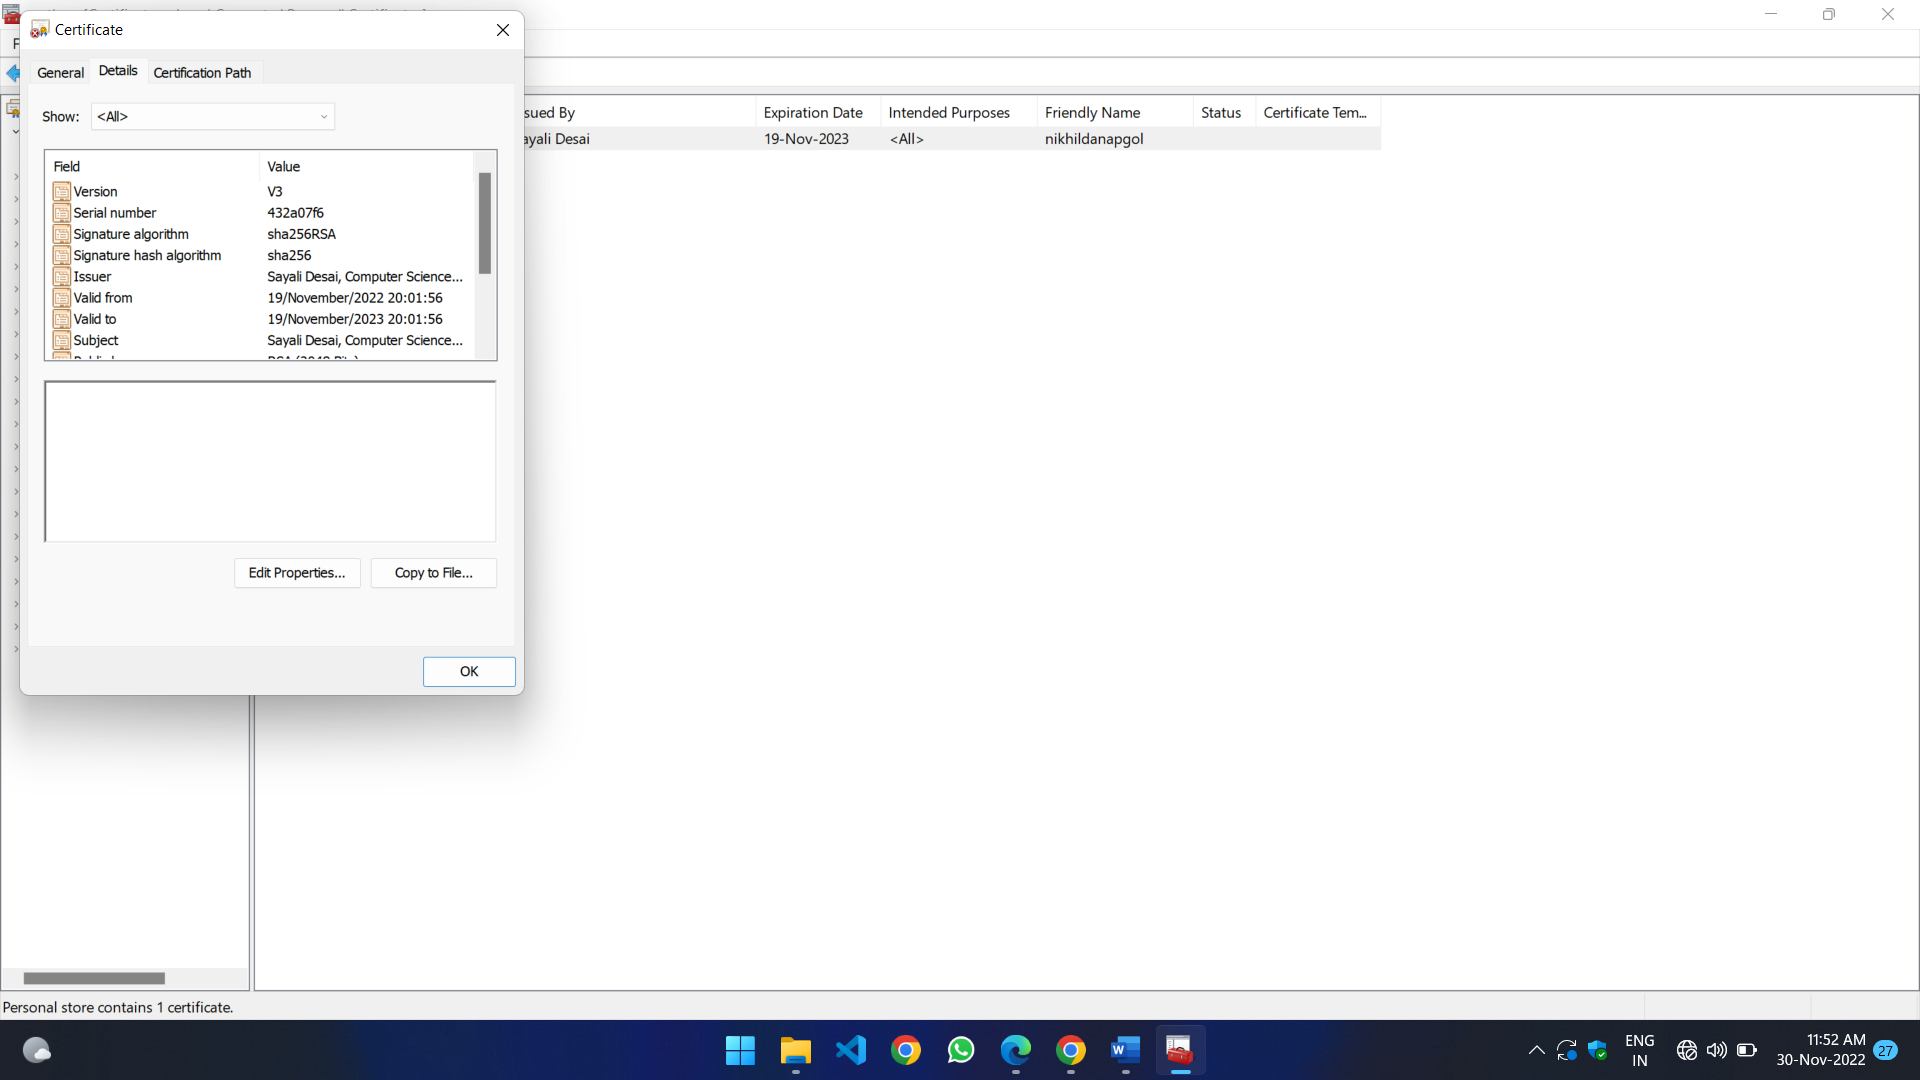 Certificate
General Details Certification Path
Show: <All>
Field Value
Version V3
Serial number 432a07f6
Signature algorithm sha256RSA
Signature hash algorithm sha256
Issuer Sayali Desai, Computer Science...
Valid from 19/November/2022 20:01:56
Valid to 19/November/2023 20:01:56
Subject Sayali Desai, Computer Science...
Edit Properties... Copy to File...
OK
sued By Expiration Date Intended Purposes Friendly Name Status Certificate Tem...
ayali Desai 19-Nov-2023 <All> nikhildanapgol
Personal store contains 1 certificate.
ENG
IN
11:52 AM
30-Nov-2022
27